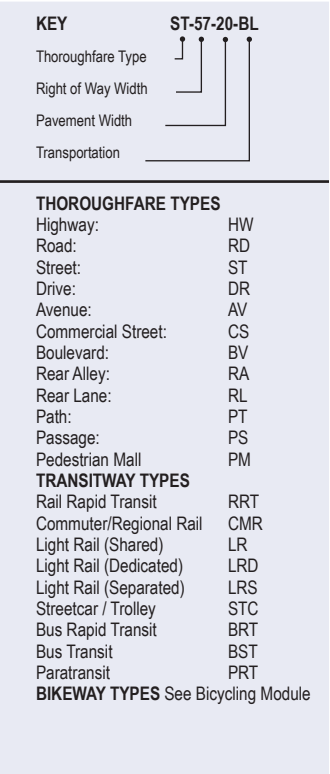 KEY ST-57-20-BL
Thoroughfare Type
Right of Way Width
Pavement Width
Transportation
THOROUGHFARE TYPES
Highway: HW
Road: RD
Street: ST
Drive: DR
Avenue: AV
Commercial Street: CS
Boulevard: BV
Rear Alley: RA
Rear Lane: RL
Path: PT
Passage: PS
Pedestrian Mall PM
TRANSITWAY TYPES
Rail Rapid Transit RRT
Commuter/Regional Rail CMR
Light Rail (Shared) LR
Light Rail (Dedicated) LRD
Light Rail (Separated) LRS
Streetcar / Trolley STC
Bus Rapid Transit BRT
Bus Transit BST
Paratransit PRT
BIKEWAY TYPES See Bicycling Module